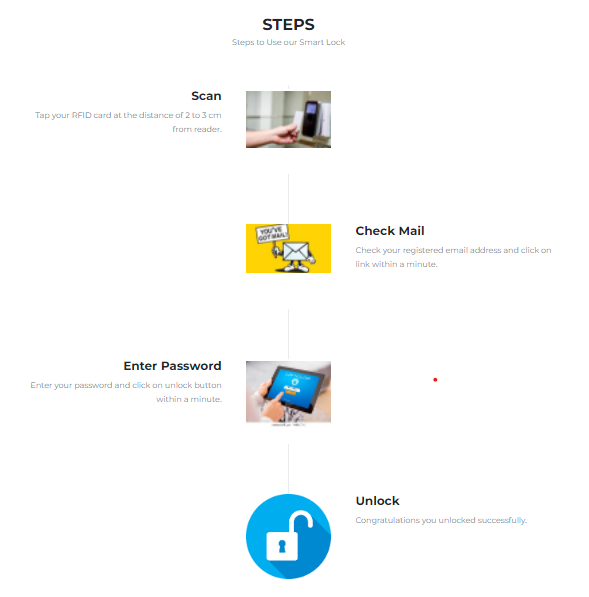 STEPS
Steps to Use our Smart Lock
Scan
Tap your RFID card at the distance of 2 to 3 cm
from reader.
YOU'VE
GOT MAIL!
Check Mail
Check your registered email address and click on
link within a minute.
Enter Password
Enter your password and click on unlock button
within a minute.
Unlock
Congratulations you unlocked successfully.